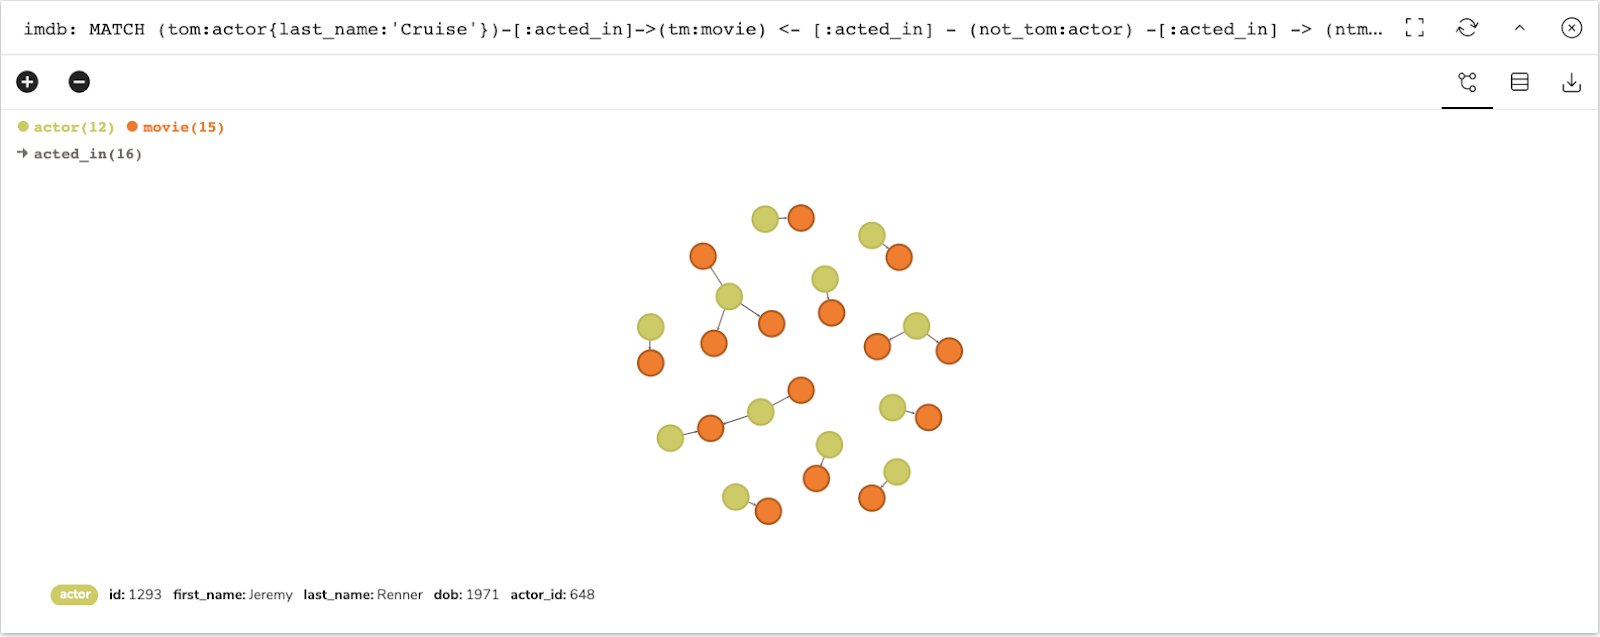 imdb: MATCH (tom:actor{last_name:'Cruise'})-[:acted_in]->(tm:movie) <- [:acted_in] - (not_tom:actor) -[:acted_in] -> (ntm...
actor(12) movie(15)
acted_in(16)
actor id: 1293 first_name: Jeremy last_name: Renner dob: 1971 actor_id: 648